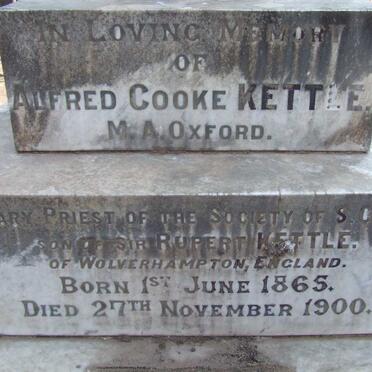 IN LOVING MEMORY
OF
ALFRED COOKE KETTLE.
M.A. OXFORD.
ARY PRIEST OF THE SOCIETY OF S. C
SON OF SIR RUPERT KETTLE.
OF WOLVERHAMPTON, ENGLAND.
BORN 1ST JUNE 1865.
DIED 27TH NOVEMBER 1900.